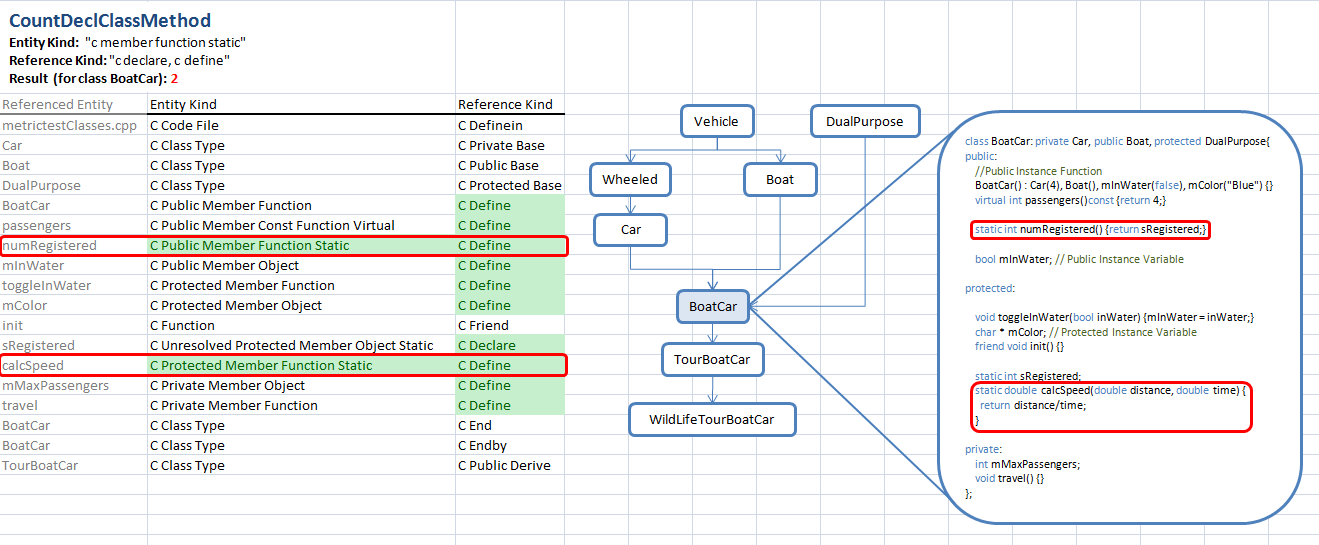 CountDeclClassMethod
Entity Kind: "c member function static"
Reference Kind: "c declare, c define"
Result (for class BoatCar): 2
Referenced Entity Entity Kind Reference Kind
metrictestClasses.cpp C Code File C Definein
Car C Class Type C Private Base
Boat C Class Type C Public Base
DualPurpose C Class Type C Protected Base
BoatCar C Public Member Function C Define
passengers C Public Member Const Function Virtual C Define
numRegistered C Public Member Function Static C Define
mInWater C Public Member Object C Define
toggleInWater C Protected Member Function C Define
mColor C Protected Member Object C Define
init C Function C Friend
sRegistered C Unresolved Protected Member Object Static C Declare
calcSpeed C Protected Member Function Static C Define
mMaxPassengers C Private Member Object C Define
travel C Private Member Function C Define
BoatCar C Class Type C End
BoatCar C Class Type C Endby
TourBoatCar C Class Type C Public Derive
Vehicle
DualPurpose
Wheeled
Boat
Car
BoatCar
TourBoatCar
WildLifeTourBoatCar
class BoatCar: private Car, public Boat, protected DualPurpose{
public:
//Public Instance Function
BoatCar() : Car(4), Boat(), mInWater(false), mColor("Blue") {}
virtual int passengers()const {return 4;}
static int numRegistered() {return sRegistered;}
bool mInWater; // Public Instance Variable
protected:
void toggleInWater(bool inWater) {mInWater = inWater;}
char * mColor; // Protected Instance Variable
friend void init() {}
static int sRegistered;
static double calcSpeed(double distance, double time) {
return distance/time;
}
private:
int mMaxPassengers;
void travel() {}
};